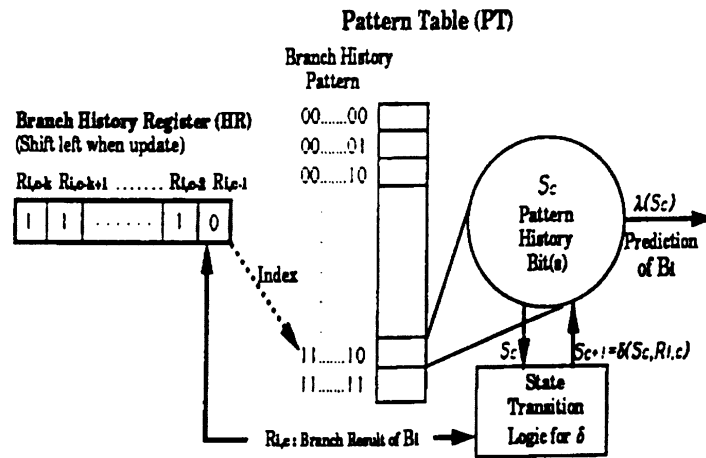 Pattern Table (PT)
Branch History
Pattern
Branch History Register (HR)
(Shift left when update)
00......00
00......01
00......10
Ri,c-k Ri,c-k+1 ....... Ri,c-2 Ri,c-1
1 1 ...... 1 0
Index
11......10
11......11
Sc
Pattern
History
Bit(s)
λ(Sc)
Prediction
of Bi
Sc
Sc+1=δ(Sc,Ri,c)
State
Transition
Logic for δ
Ri,c : Branch Result of Bi